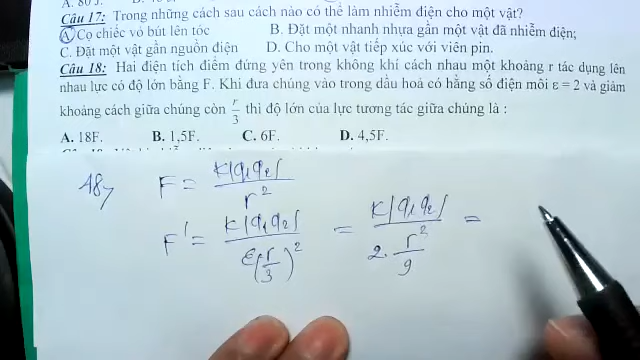 A. 80 J.
Câu 17: Trong những cách sau cách nào có thể làm nhiễm điện cho một vật?
A. Cọ chiếc vỏ bút lên tóc B. Đặt một nhanh nhựa gần một vật đã nhiễm điện;
C. Đặt một vật gần nguồn điện D. Cho một vật tiếp xúc với viên pin.
Câu 18: Hai điện tích điểm đứng yên trong không khí cách nhau một khoảng r tác dụng lên
nhau lực có độ lớn bằng F. Khi đưa chúng vào trong dầu hoả có hằng số điện môi ε = 2 và giảm
khoảng cách giữa chúng còn r/3 thì độ lớn của lực tương tác giữa chúng là :
A. 18F. B. 1,5F. C. 6F. D. 4,5F.
18, F = K|q₁q₂| / r²
F' = K|q₁q₂| / ε(r/3)² = K|q₁q₂| / 2.r²/9 =